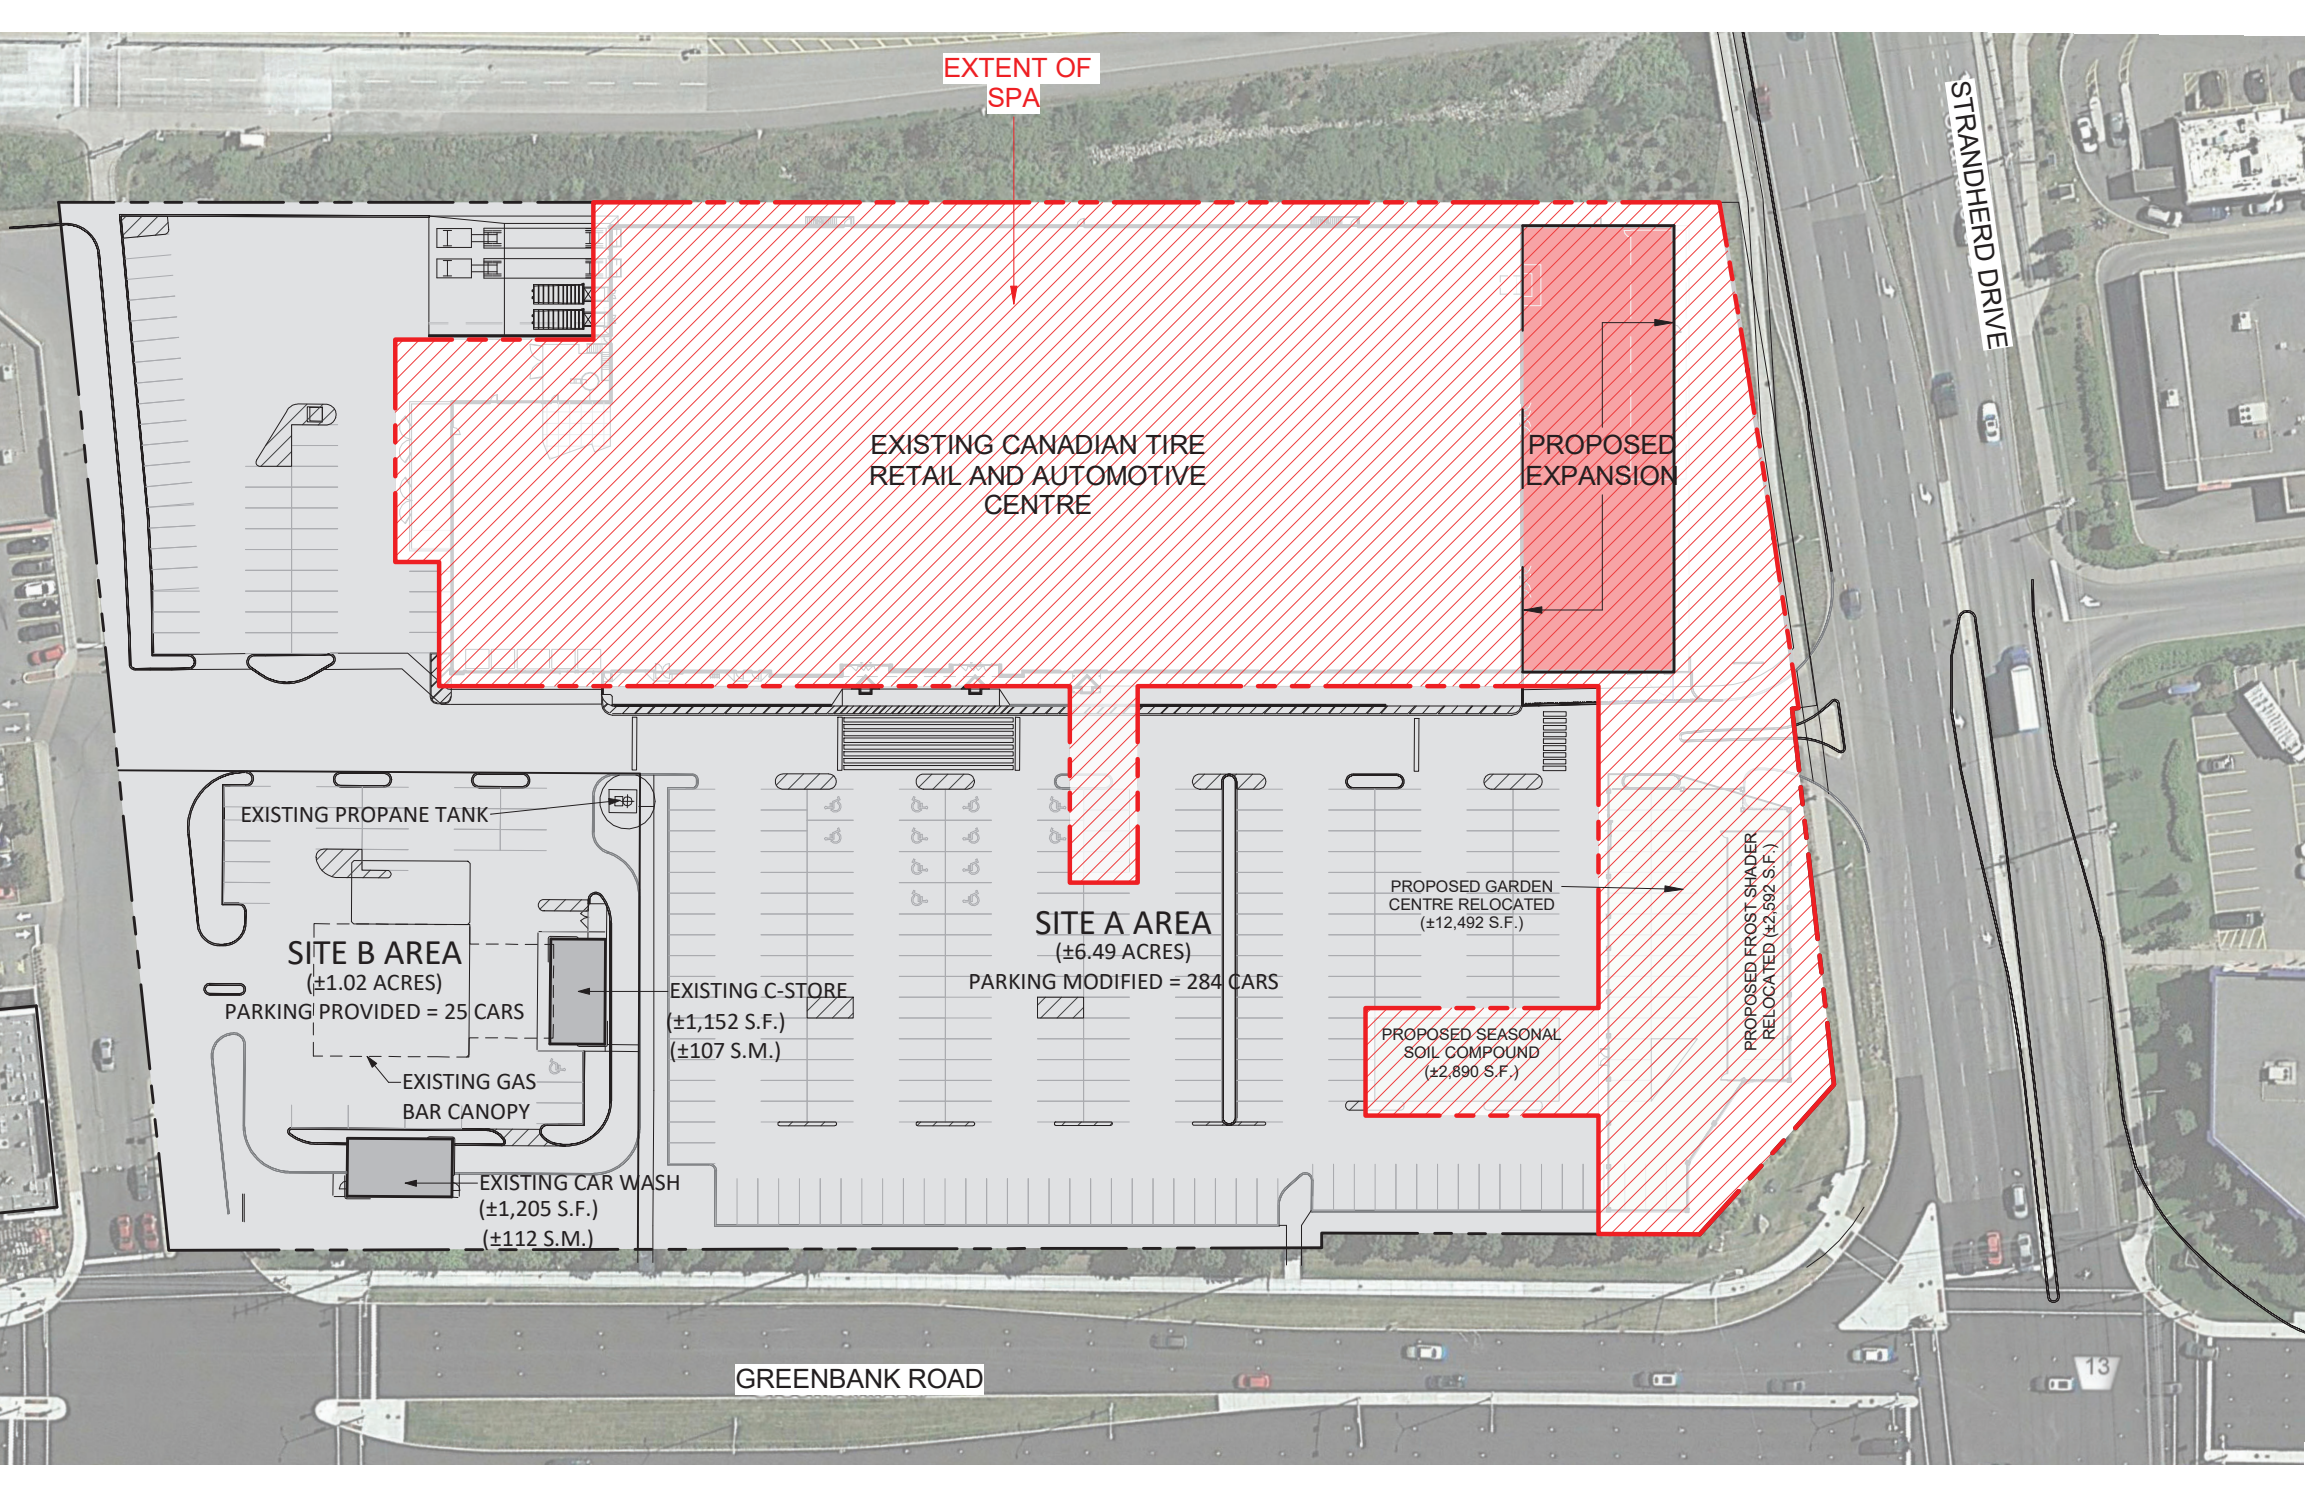 EXTENT OF
SPA
STRANDHERD DRIVE
EXISTING CANADIAN TIRE
RETAIL AND AUTOMOTIVE
CENTRE
PROPOSED
EXPANSION
EXISTING PROPANE TANK
SITE B AREA
(±1.02 ACRES)
PARKING PROVIDED = 25 CARS
EXISTING C-STORE
(±1,152 S.F.)
(±107 S.M.)
EXISTING GAS
BAR CANOPY
EXISTING CAR WASH
(±1,205 S.F.)
(±112 S.M.)
SITE A AREA
(±6.49 ACRES)
PARKING MODIFIED = 284 CARS
PROPOSED GARDEN
CENTRE RELOCATED
(±12,492 S.F.)
PROPOSED SEASONAL
SOIL COMPOUND
(±2,890 S.F.)
PROPOSED FROST SHADER
RELOCATED (±2,592 S.F.)
GREENBANK ROAD
13